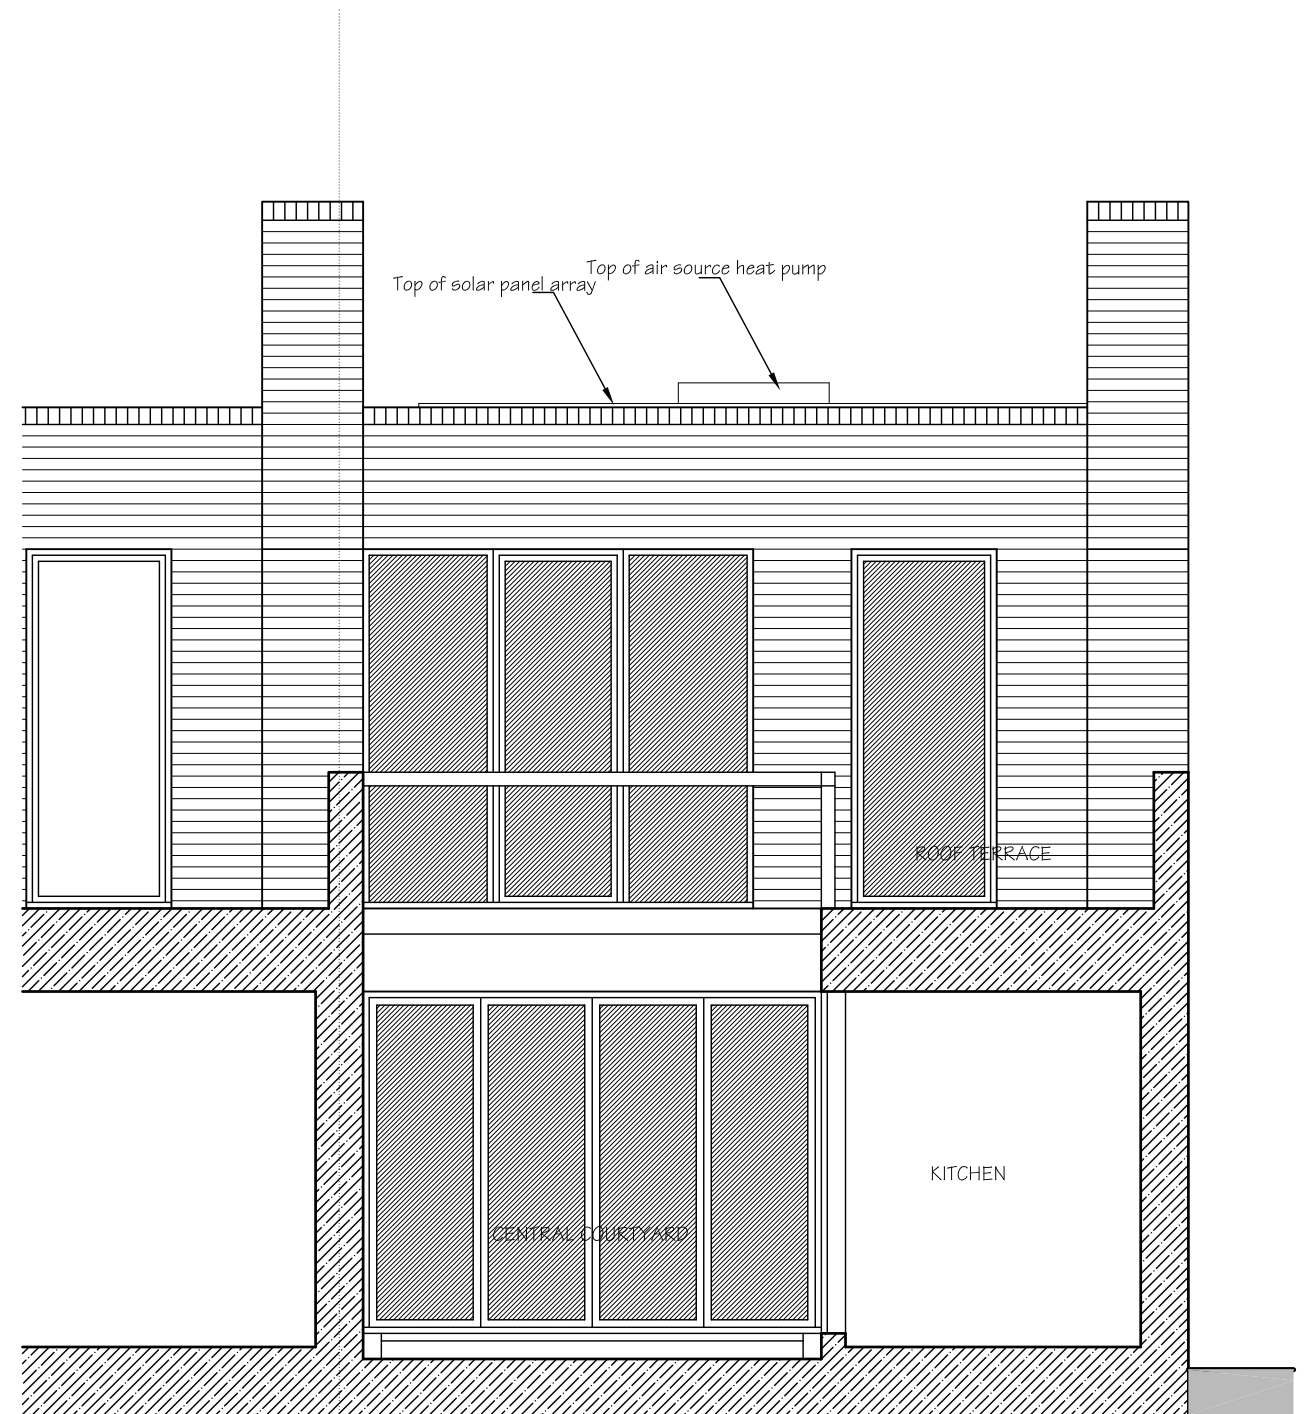 Top of air source heat pump
Top of solar panel array
ROOF TERRACE
KITCHEN
CENTRAL COURTYARD